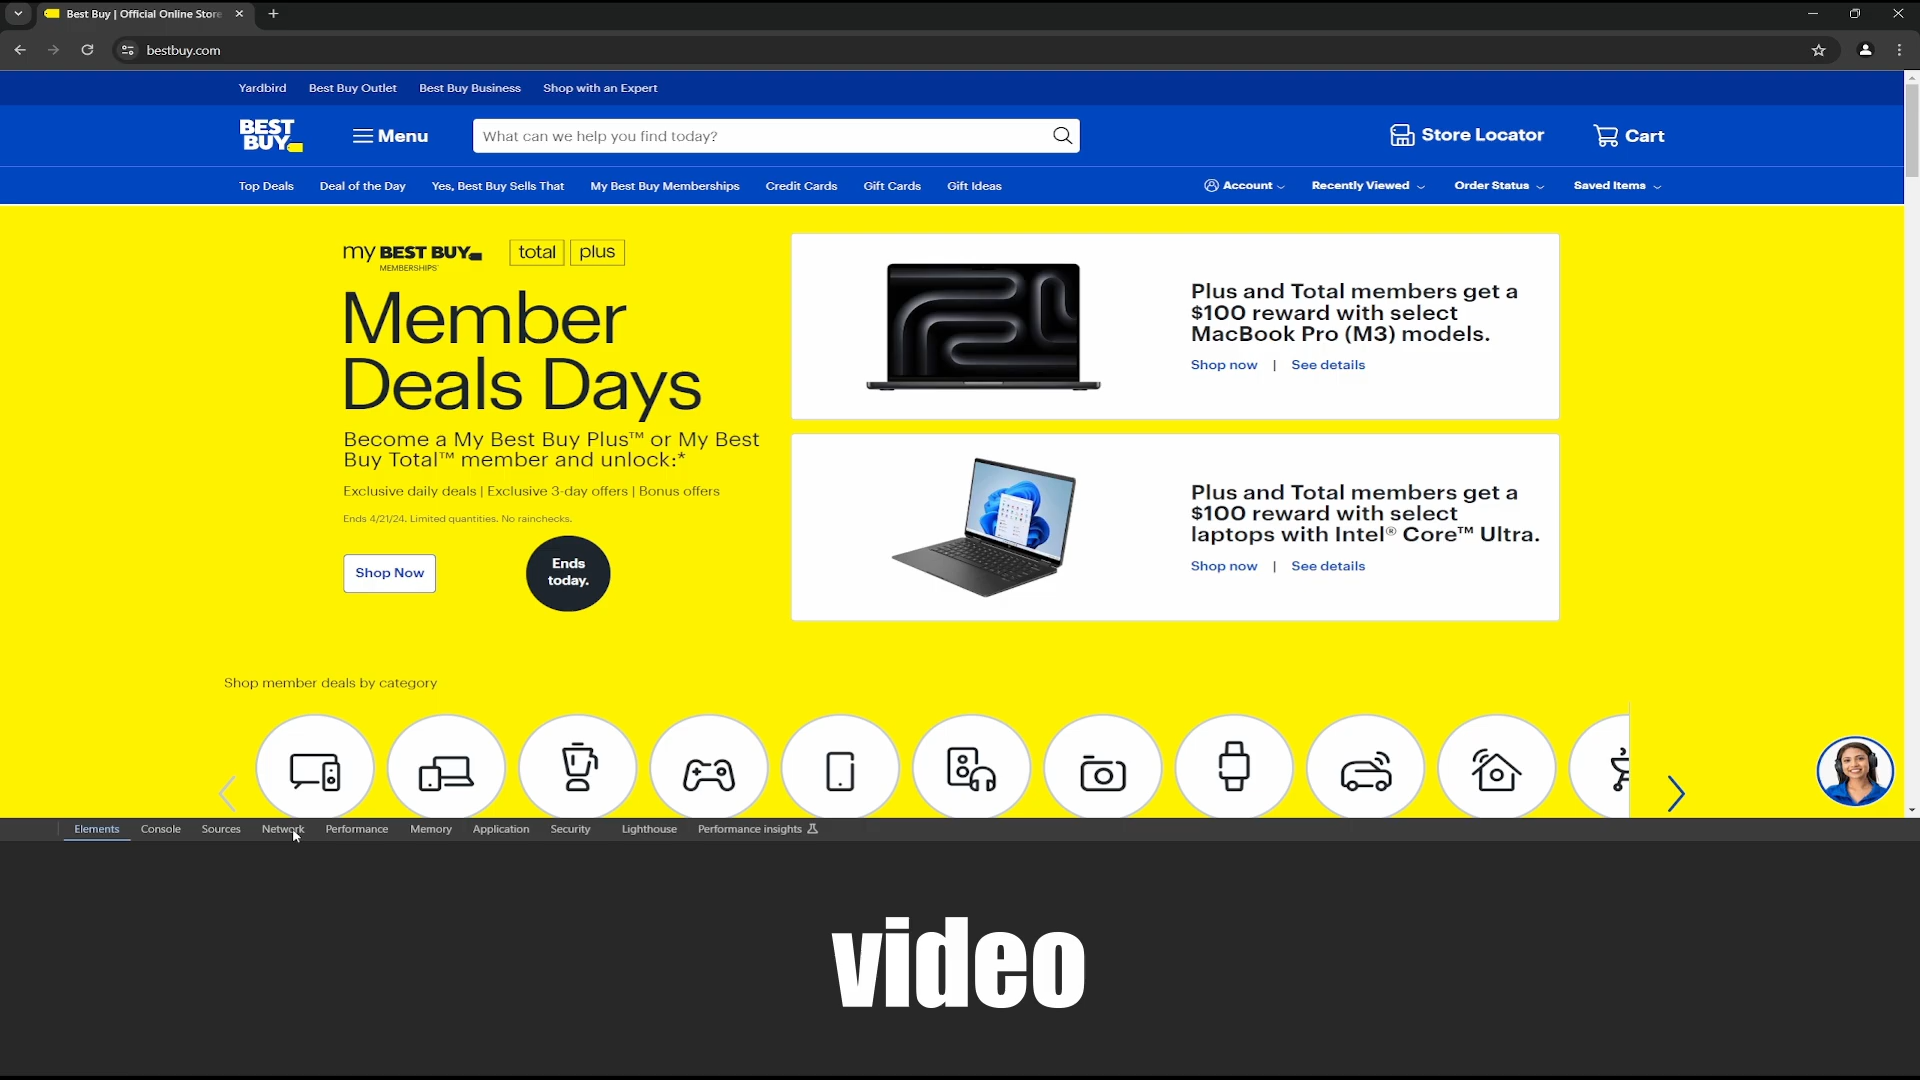 Best Buy | Official Online Store
bestbuy.com
Yardbird Best Buy Outlet Best Buy Business Shop with an Expert
BEST BUY
Menu
What can we help you find today?
Store Locator
Cart
Top Deals Deal of the Day Yes, Best Buy Sells That My Best Buy Memberships Credit Cards Gift Cards Gift Ideas
Account Recently Viewed Order Status Saved Items
my BEST BUY
MEMBERSHIPS
total plus
Member
Deals Days
Become a My Best Buy Plus™ or My Best
Buy Total™ member and unlock:*
Exclusive daily deals | Exclusive 3-day offers | Bonus offers
Ends 4/21/24. Limited quantities. No rainchecks.
Shop Now
Ends
today.
Plus and Total members get a
$100 reward with select
MacBook Pro (M3) models.
Shop now | See details
Plus and Total members get a
$100 reward with select
laptops with Intel® Core™ Ultra.
Shop now | See details
Shop member deals by category
Elements Console Sources Network Performance Memory Application Security Lighthouse Performance insights
video